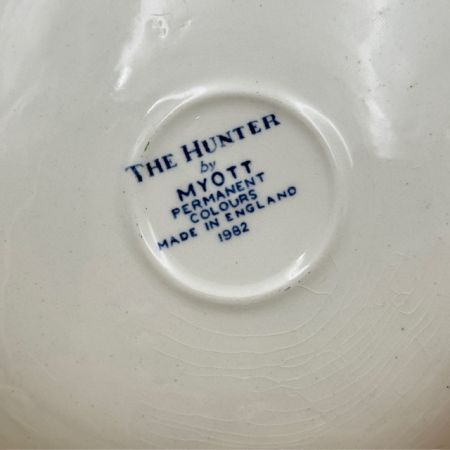 THE HUNTER
by
MYOTT
PERMANENT
COLOURS
MADE IN ENGLAND
1982